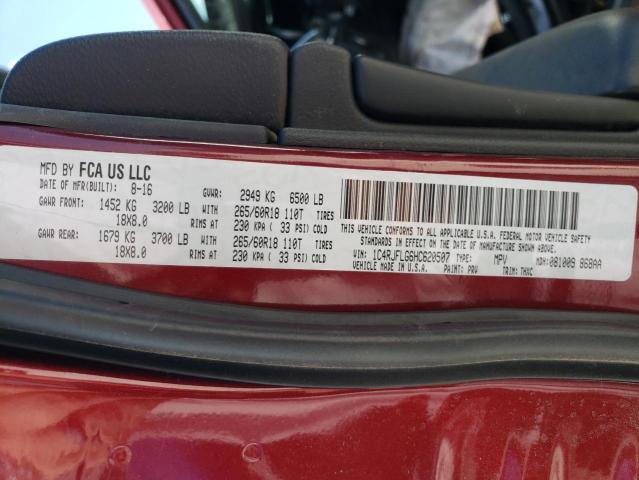 MFD BY FCA US LLC
DATE OF MFR(BUILT): 8-16 GVWR: 2949 KG 6500 LB
GAWR FRONT: 1452 KG 3200 LB WITH 265/60R18 110T TIRES
18X8.0 RIMS AT 230 KPA ( 33 PSI) COLD
GAWR REAR: 1679 KG 3700 LB WITH 265/60R18 110T TIRES
18X8.0 RIMS AT 230 KPA ( 33 PSI) COLD
THIS VEHICLE CONFORMS TO ALL APPLICABLE U.S.A. FEDERAL MOTOR VEHICLE SAFETY
STANDARDS IN EFFECT ON THE DATE OF MANUFACTURE SHOWN ABOVE.
VIN: 1C4RJFLG6HC620507 TYPE: MPV MDH:081009 868AA
VEHICLE MADE IN U.S.A. PAINT: PRV TRIM: THXC